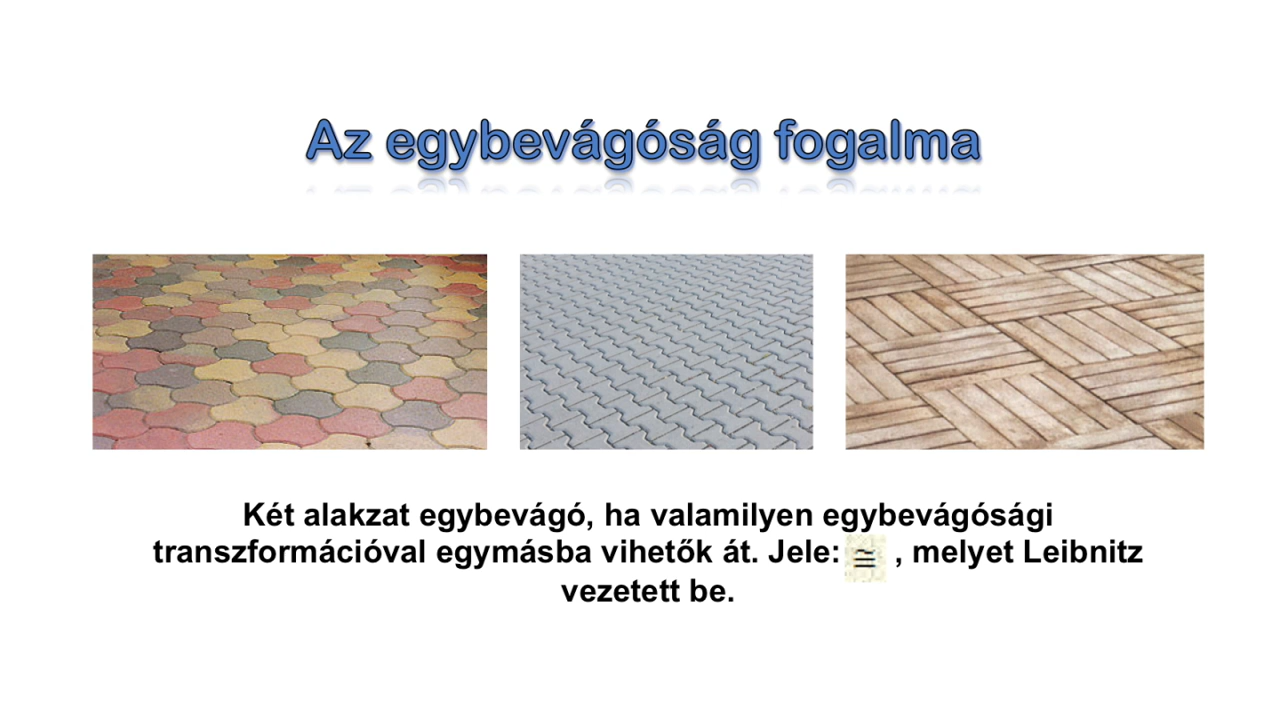 Az egybevágóság fogalma
Két alakzat egybevágó, ha valamilyen egybevágósági
transzformációval egymásba vihetők át. Jele: ≅ , melyet Leibnitz
vezetett be.